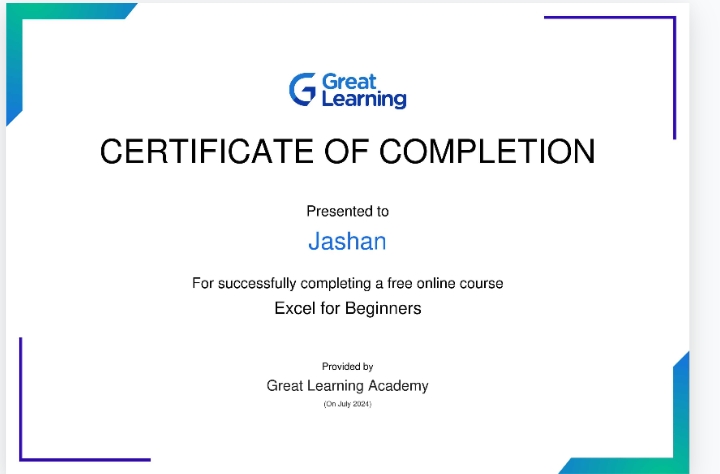 Great
Learning
CERTIFICATE OF COMPLETION
Presented to
Jashan
For successfully completing a free online course
Excel for Beginners
Provided by
Great Learning Academy
(On July 2024)